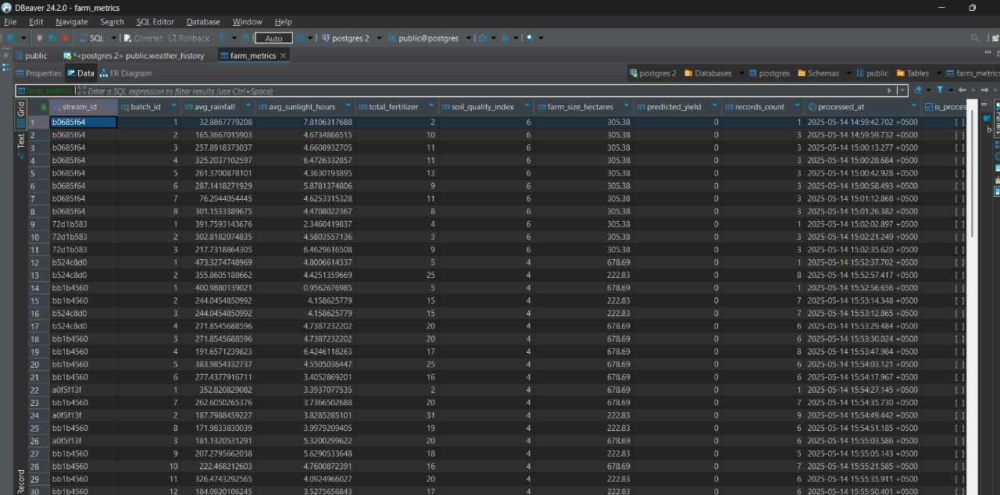 DBeaver 24.2.0 - farm_metrics
File Edit Navigate Search SQL Editor Database Window Help
SQL Commit Rollback T Auto postgres 2 public@postgres
public *<postgres 2> public.weather_history farm_metrics
Properties Data ER Diagram postgres 2 Databases postgres Schemas public Tables farm_metrics
farm_metrics Enter a SQL expression to filter results (use Ctrl+Space)
Grid stream_id batch_id avg_rainfall avg_sunlight_hours total_fertilizer soil_quality_index farm_size_hectares predicted_yield records_count processed_at is_proces
1 b0685f64 1 32.8867779208 7.8106317688 2 6 305.38 0 1 2025-05-14 14:59:42.702 +0500 [ ]
2 b0685f64 2 165.3667015903 4.6734866515 10 6 305.38 0 3 2025-05-14 14:59:59.732 +0500 [ ]
3 b0685f64 3 257.8918373037 4.6608932705 11 6 305.38 0 3 2025-05-14 15:00:13.277 +0500 [ ]
4 b0685f64 4 325.2037102597 6.4726332857 11 6 305.38 0 3 2025-05-14 15:00:28.684 +0500 [ ]
5 b0685f64 5 261.3700878101 4.3630193895 13 6 305.38 0 3 2025-05-14 15:00:42.928 +0500 [ ]
6 b0685f64 6 287.1418271929 5.8781374806 9 6 305.38 0 3 2025-05-14 15:00:58.493 +0500 [ ]
7 b0685f64 7 76.2944054445 4.6253315328 11 6 305.38 0 3 2025-05-14 15:01:12.868 +0500 [ ]
8 b0685f64 8 301.1533389675 4.4708022367 8 6 305.38 0 3 2025-05-14 15:01:26.382 +0500 [ ]
9 72d1b583 1 391.7593143676 2.3460419837 4 6 305.38 0 1 2025-05-14 15:02:02.897 +0500 [ ]
10 72d1b583 2 302.8182074835 4.5803557136 3 6 305.38 0 3 2025-05-14 15:02:21.249 +0500 [ ]
11 72d1b583 3 217.7318864305 6.4629616508 9 6 305.38 0 3 2025-05-14 15:02:35.620 +0500 [ ]
12 b524c8d0 1 473.3274748969 4.8006614337 5 4 222.83 0 1 2025-05-14 15:52:37.702 +0500 [ ]
13 b524c8d0 2 355.8605188662 4.4251359669 25 4 222.83 0 8 2025-05-14 15:52:57.417 +0500 [ ]
14 bb1b4560 1 400.9880139021 0.9562676985 5 4 678.69 0 1 2025-05-14 15:52:56.656 +0500 [ ]
15 bb1b4560 2 244.0454850992 4.158625779 15 4 222.83 0 7 2025-05-14 15:53:14.348 +0500 [ ]
16 b524c8d0 3 244.0454850992 4.158625779 15 4 222.83 0 7 2025-05-14 15:53:12.865 +0500 [ ]
17 b524c8d0 4 271.8545688596 4.7387232202 20 4 678.69 0 6 2025-05-14 15:53:29.484 +0500 [ ]
18 bb1b4560 3 271.8545688596 4.7387232202 20 4 678.69 0 6 2025-05-14 15:53:30.024 +0500 [ ]
19 bb1b4560 4 191.6571239823 6.4246118263 17 4 678.69 0 8 2025-05-14 15:53:47.984 +0500 [ ]
20 bb1b4560 5 383.9854332737 4.5505036447 25 4 678.69 0 6 2025-05-14 15:54:03.121 +0500 [ ]
21 bb1b4560 6 277.4377916711 3.4052869201 16 4 678.69 0 6 2025-05-14 15:54:17.967 +0500 [ ]
22 a0f5f13f 1 352.820829082 3.3937077535 2 4 678.69 0 1 2025-05-14 15:54:27.145 +0500 [ ]
23 bb1b4560 7 262.6050265376 3.7366502688 20 4 678.69 0 7 2025-05-14 15:54:35.730 +0500 [ ]
24 a0f5f13f 2 187.7988459227 3.8285285101 31 4 222.83 0 9 2025-05-14 15:54:49.442 +0500 [ ]
25 bb1b4560 8 171.9833830039 3.9979209405 19 4 222.83 0 6 2025-05-14 15:54:51.185 +0500 [ ]
26 a0f5f13f 3 181.1320531291 5.3200299622 20 4 678.69 0 6 2025-05-14 15:55:03.586 +0500 [ ]
27 bb1b4560 9 207.2795662038 5.6290533648 18 4 678.69 0 5 2025-05-14 15:55:05.143 +0500 [ ]
28 bb1b4560 10 222.468212603 4.7600872391 16 4 678.69 0 7 2025-05-14 15:55:21.585 +0500 [ ]
29 bb1b4560 11 326.4743292565 4.0924966027 20 4 222.83 0 6 2025-05-14 15:55:35.911 +0500 [ ]
30 bb1b4560 12 184.0920106245 3.5275656843 17 4 678.69 0 6 2025-05-14 15:55:50.401 +0500 [ ]
Text
Record